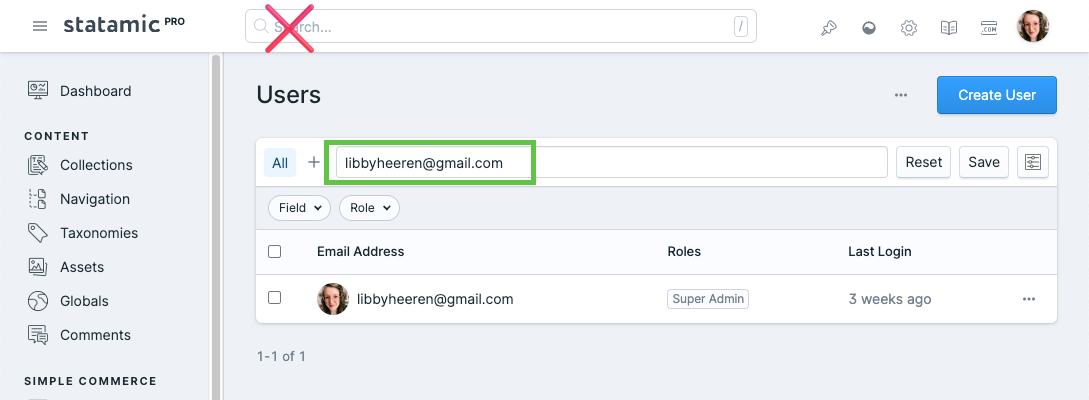 statamic PRO
Search... /
.COM
Dashboard
CONTENT
Collections
Navigation
Taxonomies
Assets
Globals
Comments
SIMPLE COMMERCE
Users
Create User
All + libbyheeren@gmail.com Reset Save
Field Role
Email Address Roles Last Login
libbyheeren@gmail.com Super Admin 3 weeks ago
1-1 of 1